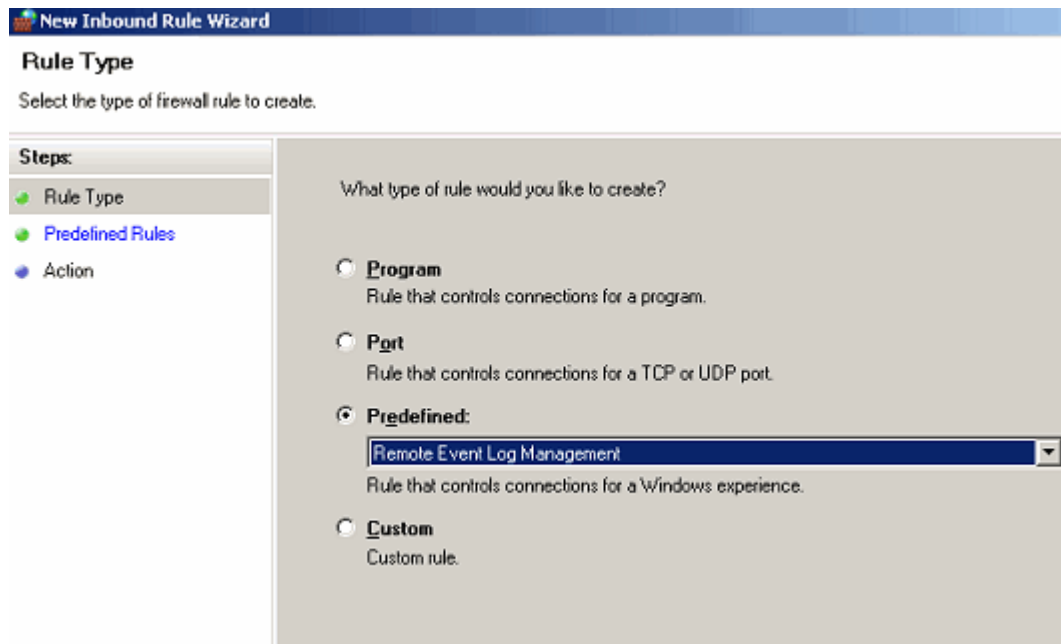 New Inbound Rule Wizard
Rule Type
Select the type of firewall rule to create.
Steps:
Rule Type
Predefined Rules
Action
What type of rule would you like to create?
Program
Rule that controls connections for a program.
Port
Rule that controls connections for a TCP or UDP port.
Predefined:
Remote Event Log Management
Rule that controls connections for a Windows experience.
Custom
Custom rule.